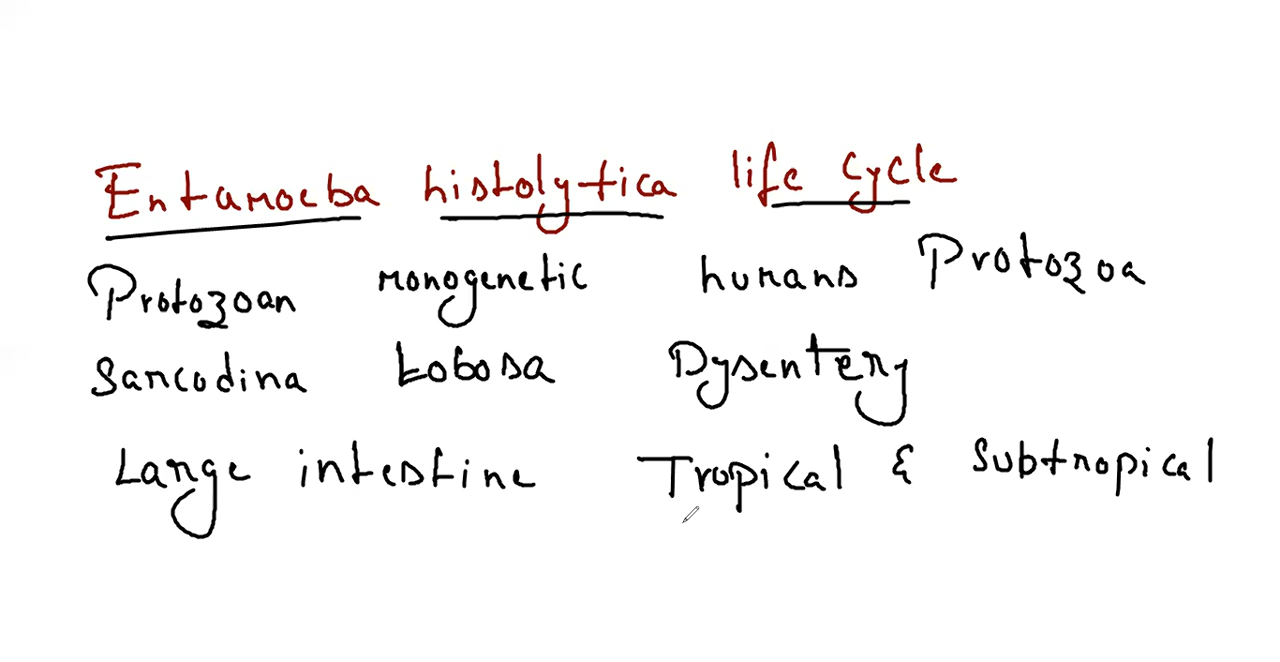 Entamoeba histolytica life cycle
Protozoan monogenetic humans Protozoa
Sarcodina Lobosa Dysentery
Large intestine Tropical & Subtropical